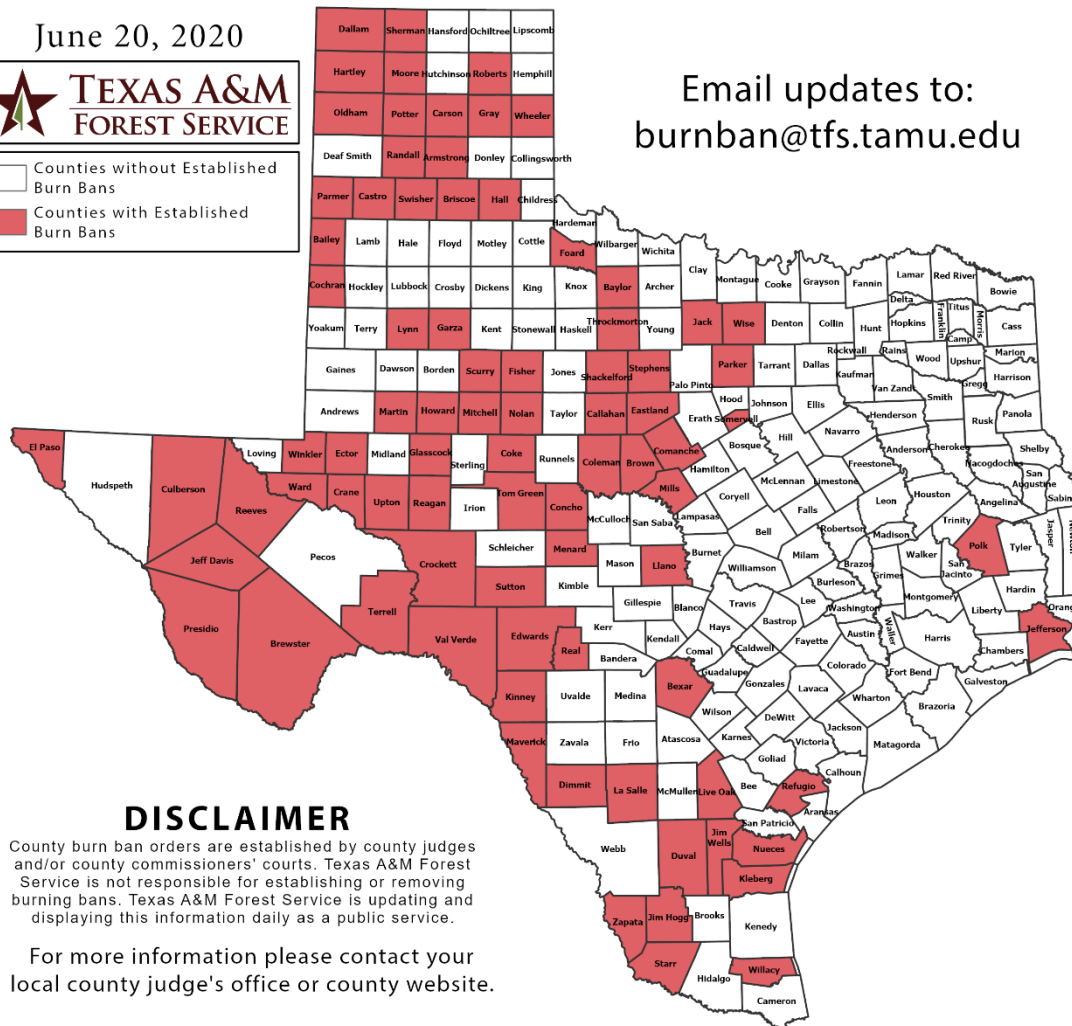 June 20, 2020
TEXAS A&M
FOREST SERVICE
Counties without Established
Burn Bans
Counties with Established
Burn Bans
Email updates to:
burnban@tfs.tamu.edu
Dallam Sherman Hansford Ochiltree Lipscomb
Hartley Moore Hutchinson Roberts Hemphill
Oldham Potter Carson Gray Wheeler
Deaf Smith Randall Armstrong Donley Collingsworth
Parmer Castro Swisher Briscoe Hall Childress
Hardeman
Bailey Lamb Hale Floyd Motley Cottle Foard Wilbarger Wichita
Clay Montague Cooke Grayson Fannin Lamar Red River Bowie
Cochran Hockley Lubbock Crosby Dickens King Knox Baylor Archer
Delta Titus Franklin Morris Cass
Yoakum Terry Lynn Garza Kent Stonewall Haskell Throckmorton Young Jack Wise Denton Collin Hunt Hopkins Camp
Rockwall Rains Wood Upshur Marion
Gaines Dawson Borden Scurry Fisher Jones Shackelford Stephens Palo Pinto Parker Tarrant Dallas Kaufman Van Zandt Gregg Harrison
Smith
Andrews Martin Howard Mitchell Nolan Taylor Callahan Eastland Erath Hood Somervell Johnson Ellis Henderson Rusk Panola
El Paso Hudspeth Culberson Loving Winkler Ector Midland Glasscock Sterling Coke Runnels Coleman Brown Comanche Hamilton Bosque Hill Navarro Anderson Cherokee Nacogdoches Shelby
Freestone San Augustine Sabin
Reeves Ward Crane Upton Reagan Irion Tom Green Concho McCulloch San Saba Mills Lampasas Coryell McLennan Limestone Leon Houston Angelina
Falls Trinity
Jeff Davis Pecos Crockett Schleicher Menard Mason Llano Burnet Bell Robertson Madison Walker San Jacinto Polk Tyler Jasper Newton
Williamson Milam Brazos Grimes
Presidio Brewster Terrell Val Verde Sutton Kimble Gillespie Blanco Travis Lee Burleson Washington Montgomery Liberty Hardin Orang
Edwards Real Kerr Kendall Hays Bastrop Fayette Austin Waller Harris Chambers Jefferson
Bandera Comal Caldwell
Kinney Uvalde Medina Bexar Guadalupe Gonzales Lavaca Colorado Fort Bend Galveston
Wilson Wharton Brazoria
Maverick Zavala Frio Atascosa Karnes DeWitt Jackson Matagorda
Victoria
Goliad Calhoun
Dimmit La Salle McMullen Live Oak Bee Refugio Aransas
San Patricio
Webb Duval Jim Wells Nueces
Kleberg
Zapata Jim Hogg Brooks Kenedy
Starr Hidalgo Willacy
Cameron
DISCLAIMER
County burn ban orders are established by county judges
and/or county commissioners' courts. Texas A&M Forest
Service is not responsible for establishing or removing
burning bans. Texas A&M Forest Service is updating and
displaying this information daily as a public service.
For more information please contact your
local county judge's office or county website.